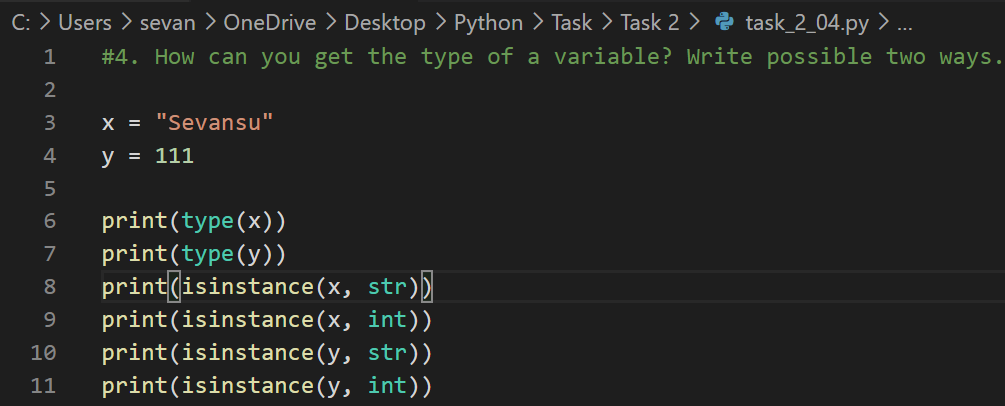 C: > Users > sevan > OneDrive > Desktop > Python > Task > Task 2 > task_2_04.py > ...
1 #4. How can you get the type of a variable? Write possible two ways.
2
3 x = "Sevansu"
4 y = 111
5
6 print(type(x))
7 print(type(y))
8 print(isinstance(x, str))
9 print(isinstance(x, int))
10 print(isinstance(y, str))
11 print(isinstance(y, int))